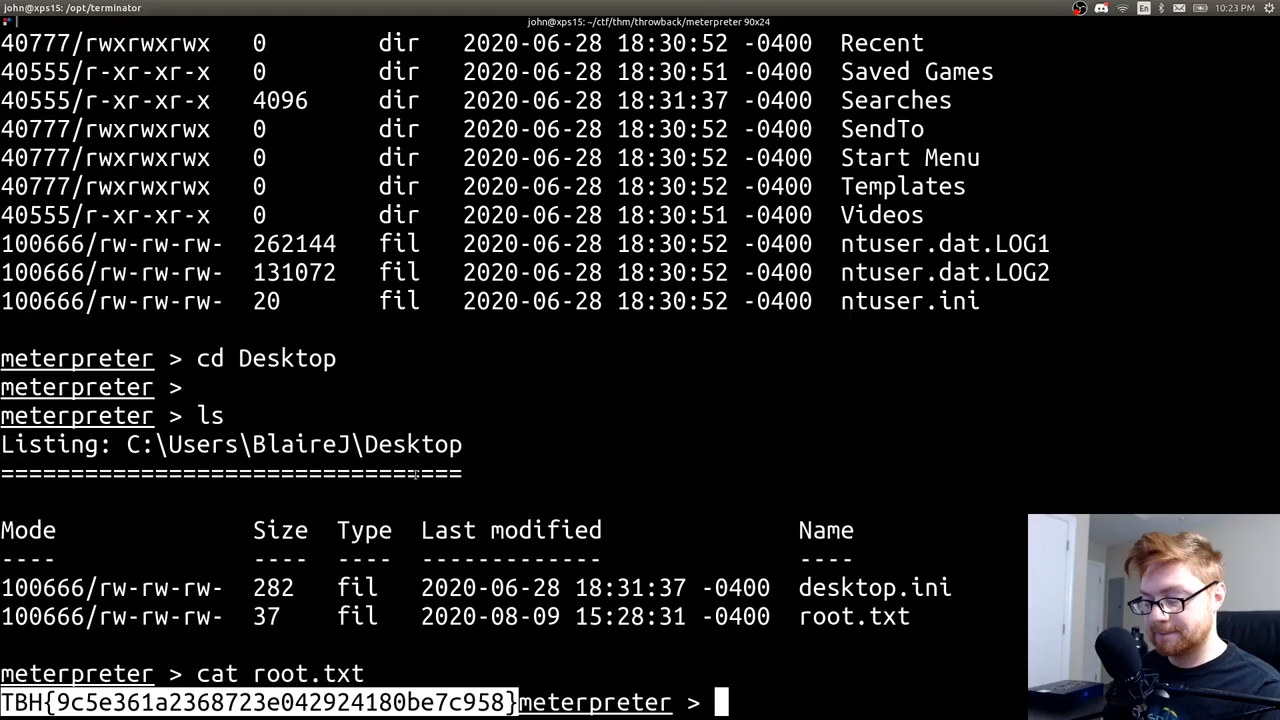 john@xps15: /opt/terminator
En 10:23 PM
john@xps15: ~/ctf/thm/throwback/meterpreter 90x24
40777/rwxrwxrwx 0 dir 2020-06-28 18:30:52 -0400 Recent
40555/r-xr-xr-x 0 dir 2020-06-28 18:30:51 -0400 Saved Games
40555/r-xr-xr-x 4096 dir 2020-06-28 18:31:37 -0400 Searches
40777/rwxrwxrwx 0 dir 2020-06-28 18:30:52 -0400 SendTo
40777/rwxrwxrwx 0 dir 2020-06-28 18:30:52 -0400 Start Menu
40777/rwxrwxrwx 0 dir 2020-06-28 18:30:52 -0400 Templates
40555/r-xr-xr-x 0 dir 2020-06-28 18:30:51 -0400 Videos
100666/rw-rw-rw- 262144 fil 2020-06-28 18:30:52 -0400 ntuser.dat.LOG1
100666/rw-rw-rw- 131072 fil 2020-06-28 18:30:52 -0400 ntuser.dat.LOG2
100666/rw-rw-rw- 20 fil 2020-06-28 18:30:52 -0400 ntuser.ini
meterpreter > cd Desktop
meterpreter >
meterpreter > ls
Listing: C:\Users\BlaireJ\Desktop
=================================
Mode Size Type Last modified Name
---- ---- ---- ------------- ----
100666/rw-rw-rw- 282 fil 2020-06-28 18:31:37 -0400 desktop.ini
100666/rw-rw-rw- 37 fil 2020-08-09 15:28:31 -0400 root.txt
meterpreter > cat root.txt
TBH{9c5e361a2368723e042924180be7c958}meterpreter >